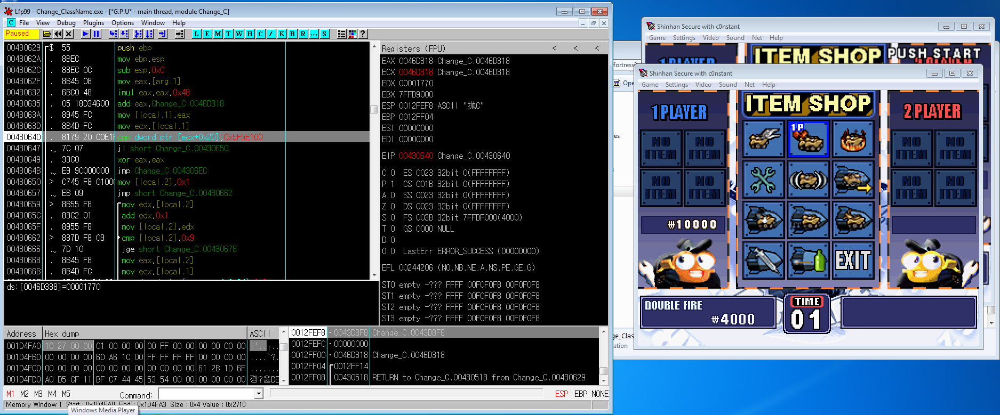 Lfp99 - Change_ClassName.exe - [*G.P.U* - main thread, module Change_C]
C File View Debug Plugins Options Window Help
Paused L E M T W H C / K B R ... S ?
00430629 $ 55 push ebp
0043062A . 8BEC mov ebp,esp
0043062C . 83EC 0C sub esp,0xC
0043062F . 8B45 08 mov eax,[arg.1]
00430632 . 6BC0 48 imul eax,eax,0x48
00430635 . 05 18D34600 add eax,Change_C.0046D318
0043063A . 8945 FC mov [local.1],eax
0043063D . 8B4D FC mov ecx,[local.1]
00430640 . 8179 20 00E1F cmp dword ptr [ecx+0x20],0x5F5E100
00430647 .v 7C 07 jl short Change_C.00430650
00430649 . 33C0 xor eax,eax
0043064B .v E9 9C000000 jmp Change_C.004306EC
00430650 > C745 F8 01000 mov [local.2],0x1
00430657 .v EB 09 jmp short Change_C.00430662
00430659 > 8B55 F8 mov edx,[local.2]
0043065C . 83C2 01 add edx,0x1
0043065F . 8955 F8 mov [local.2],edx
00430662 > 837D F8 09 cmp [local.2],0x9
00430666 .v 7D 10 jge short Change_C.00430678
00430668 . 8B45 F8 mov eax,[local.2]
0043066B . 8B4D FC mov ecx,[local.1]
ds:[0046D338]=00001770
Registers (FPU) < < <
EAX 0046D318 Change_C.0046D318
ECX 0046D318 Change_C.0046D318
EDX 00001770
EBX 7FFD9000
ESP 0012FEF8 ASCII "抛C"
EBP 0012FF04
ESI 00000000
EDI 00000000
EIP 00430640 Change_C.00430640
C 0 ES 0023 32bit 0(FFFFFFFF)
P 1 CS 001B 32bit 0(FFFFFFFF)
A 0 SS 0023 32bit 0(FFFFFFFF)
Z 0 DS 0023 32bit 0(FFFFFFFF)
S 0 FS 003B 32bit 7FFDF000(4000)
T 0 GS 0000 NULL
D 0
O 0 LastErr ERROR_SUCCESS (00000000)
EFL 00244206 (NO,NB,NE,A,NS,PE,GE,G)
ST0 empty -??? FFFF 00F0F0F8 00F0F0F8
ST1 empty -??? FFFF 00F0F0F8 00F0F0F8
ST2 empty -??? FFFF 00F0F0F8 00F0F0F8
ST3 empty -??? FFFF 00F0F0F8 00F0F0F8
Address Hex dump ASCII
001D4FA0 10 27 00 00 01 00 00 00 00 FF 00 00 00 00 00 00
001D4FB0 00 00 00 00 60 A6 1C 00 FF FF FF FF 00 00 00 00 ....`?.
001D4FC0 00 00 00 00 00 00 00 00 00 00 00 00 61 2B 1D 6F .......
001D4FD0 A0 D5 CF 11 BF C7 44 45 53 54 00 00 00 00 00 00
0012FEF8 0043D8F8 Change_C.0043D8F8
0012FEFC 00000000
0012FF00 0046D318 Change_C.0046D318
0012FF04 0012FF14
0012FF08 00430518 RETURN to Change_C.00430518 from Change_C.00430629
M1 M2 M3 M4 M5 Command: ESP EBP NONE
Memory Window 1 Start : 0x1D4FA0 End : 0x1D4FA3 Size : 0x4 Value : 0x2710
Windows Media Player
Shinhan Secure with c0nstant
Game Settings Video Sound Net Help
1PLAYER ITEM SHOP PUSH START
fortress2
Ope
es
ge_Clas
ation
Shinhan Secure with c0nstant
Game Settings Video Sound Net Help
1PLAYER ITEM SHOP 2 PLAYER
1P
NO ITEM NO ITEM NO ITEM NO ITEM
NO ITEM NO ITEM NO ITEM NO ITEM
₩10000
EXIT
DOUBLE FIRE
₩4000
TIME
01